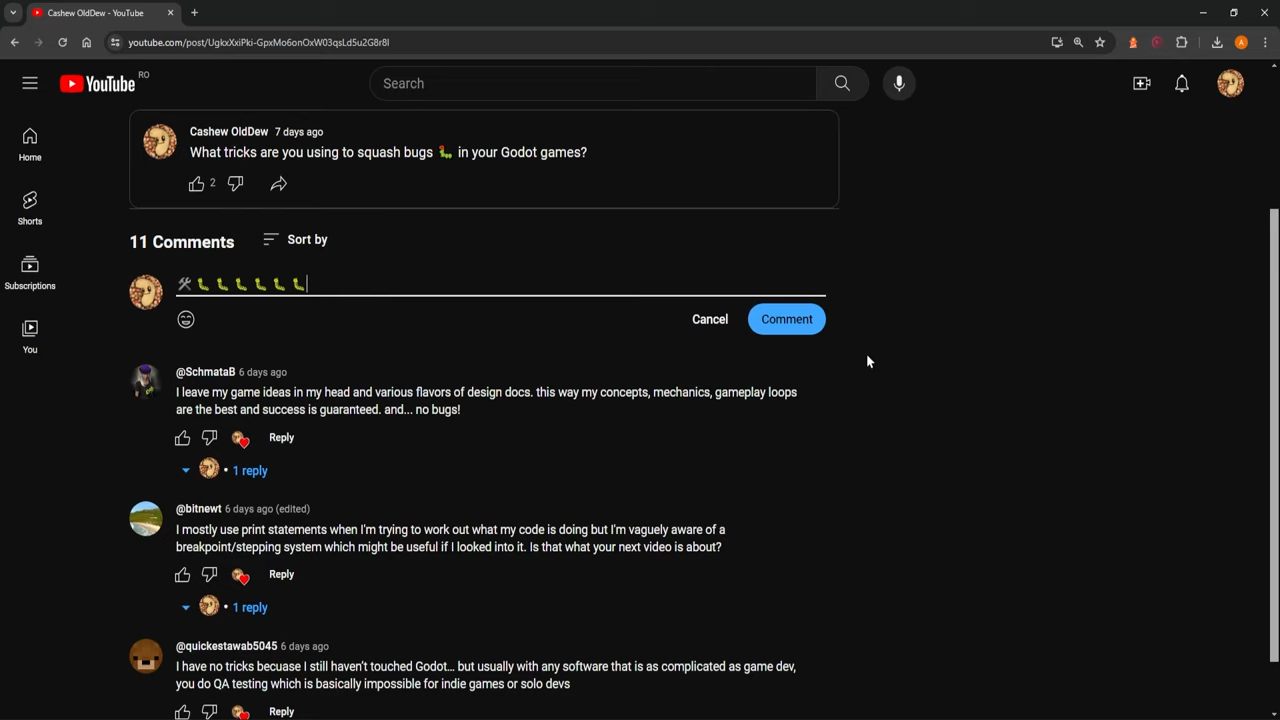 Cashew OldDew - YouTube
youtube.com/post/UgkxXxiPki-GpxMo6onOxW03qsLd5u2G8r8I
A
YouTube RO
Search
Home
Shorts
Subscriptions
You
Cashew OldDew 7 days ago
What tricks are you using to squash bugs 🐛 in your Godot games?
2
11 Comments
Sort by
🛠 🐛 🐛 🐛 🐛 🐛 🐛
Cancel
Comment
@SchmataB 6 days ago
I leave my game ideas in my head and various flavors of design docs. this way my concepts, mechanics, gameplay loops
are the best and success is guaranteed. and... no bugs!
Reply
• 1 reply
@bitnewt 6 days ago (edited)
I mostly use print statements when I'm trying to work out what my code is doing but I'm vaguely aware of a
breakpoint/stepping system which might be useful if I looked into it. Is that what your next video is about?
Reply
• 1 reply
@quickestawab5045 6 days ago
I have no tricks becuase I still haven't touched Godot... but usually with any software that is as complicated as game dev,
you do QA testing which is basically impossible for indie games or solo devs
Reply